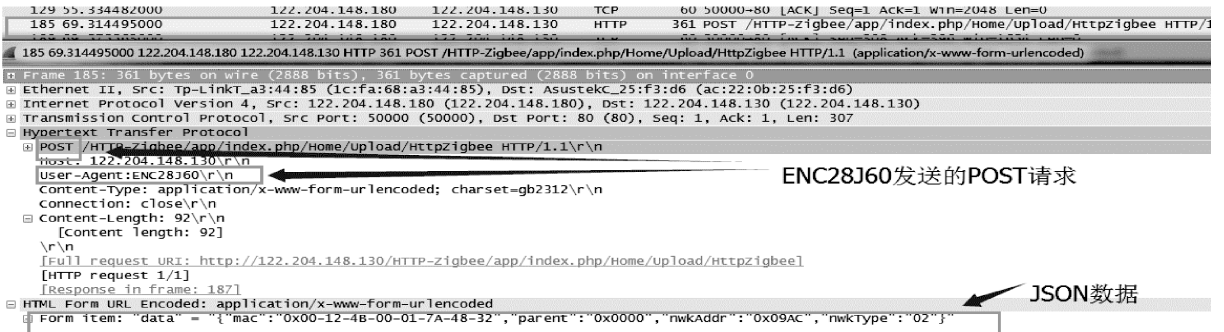 129 55.334482000 122.204.148.180 122.204.148.130 TCP 60 50000→80 [ACK] Seq=1 Ack=1 Win=2048 Len=0
185 69.314495000 122.204.148.180 122.204.148.130 HTTP 361 POST /HTTP-Zigbee/app/index.php/Home/Upload/HttpZigbee HTTP/1
185 69.314495000 122.204.148.180 122.204.148.130 HTTP 361 POST /HTTP-Zigbee/app/index.php/Home/Upload/HttpZigbee HTTP/1.1 (application/x-www-form-urlencoded)
Frame 185: 361 bytes on wire (2888 bits), 361 bytes captured (2888 bits) on interface 0
Ethernet II, Src: Tp-LinkT_a3:44:85 (1c:fa:68:a3:44:85), Dst: AsustekC_25:f3:d6 (ac:22:0b:25:f3:d6)
Internet Protocol Version 4, Src: 122.204.148.180 (122.204.148.180), Dst: 122.204.148.130 (122.204.148.130)
Transmission Control Protocol, Src Port: 50000 (50000), Dst Port: 80 (80), Seq: 1, Ack: 1, Len: 307
Hypertext Transfer Protocol
POST /HTTP-Zigbee/app/index.php/Home/Upload/HttpZigbee HTTP/1.1\r\n
Host: 122.204.148.130\r\n
User-Agent:ENC28J60\r\n
ENC28J60发送的POST请求
Content-Type: application/x-www-form-urlencoded; charset=gb2312\r\n
Connection: close\r\n
Content-Length: 92\r\n
[Content length: 92]
\r\n
[Full request URI: http://122.204.148.130/HTTP-Zigbee/app/index.php/Home/Upload/HttpZigbee]
[HTTP request 1/1]
[Response in frame: 187]
JSON数据
HTML Form URL Encoded: application/x-www-form-urlencoded
Form item: "data" = "{"mac":"0x00-12-4B-00-01-7A-48-32","parent":"0x0000","nwkAddr":"0x09AC","nwkType":"02"}"